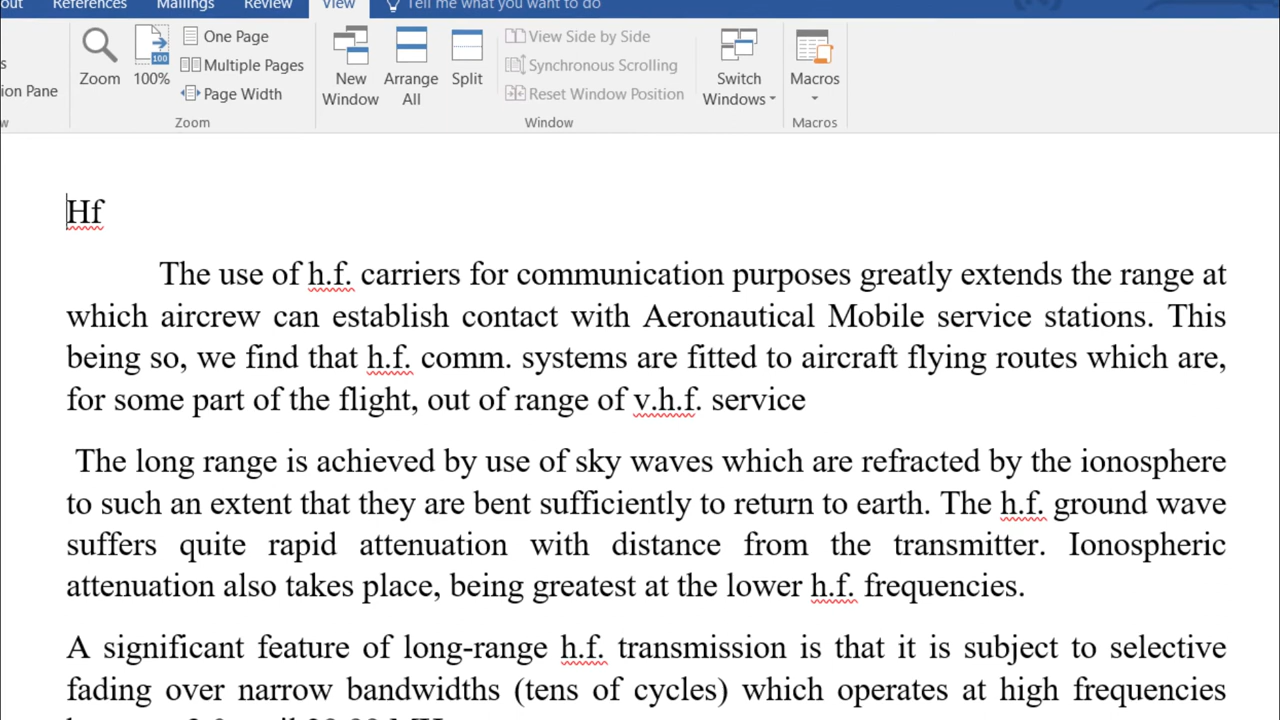 out References Mailings Review View Tell me what you want to do
One Page
Multiple Pages
Page Width
Zoom 100%
ion Pane
New Window
Arrange All
Split
View Side by Side
Synchronous Scrolling
Reset Window Position
Switch Windows
Macros
Zoom Window Macros
Hf
The use of h.f. carriers for communication purposes greatly extends the range at
which aircrew can establish contact with Aeronautical Mobile service stations. This
being so, we find that h.f. comm. systems are fitted to aircraft flying routes which are,
for some part of the flight, out of range of v.h.f. service
The long range is achieved by use of sky waves which are refracted by the ionosphere
to such an extent that they are bent sufficiently to return to earth. The h.f. ground wave
suffers quite rapid attenuation with distance from the transmitter. Ionospheric
attenuation also takes place, being greatest at the lower h.f. frequencies.
A significant feature of long-range h.f. transmission is that it is subject to selective
fading over narrow bandwidths (tens of cycles) which operates at high frequencies